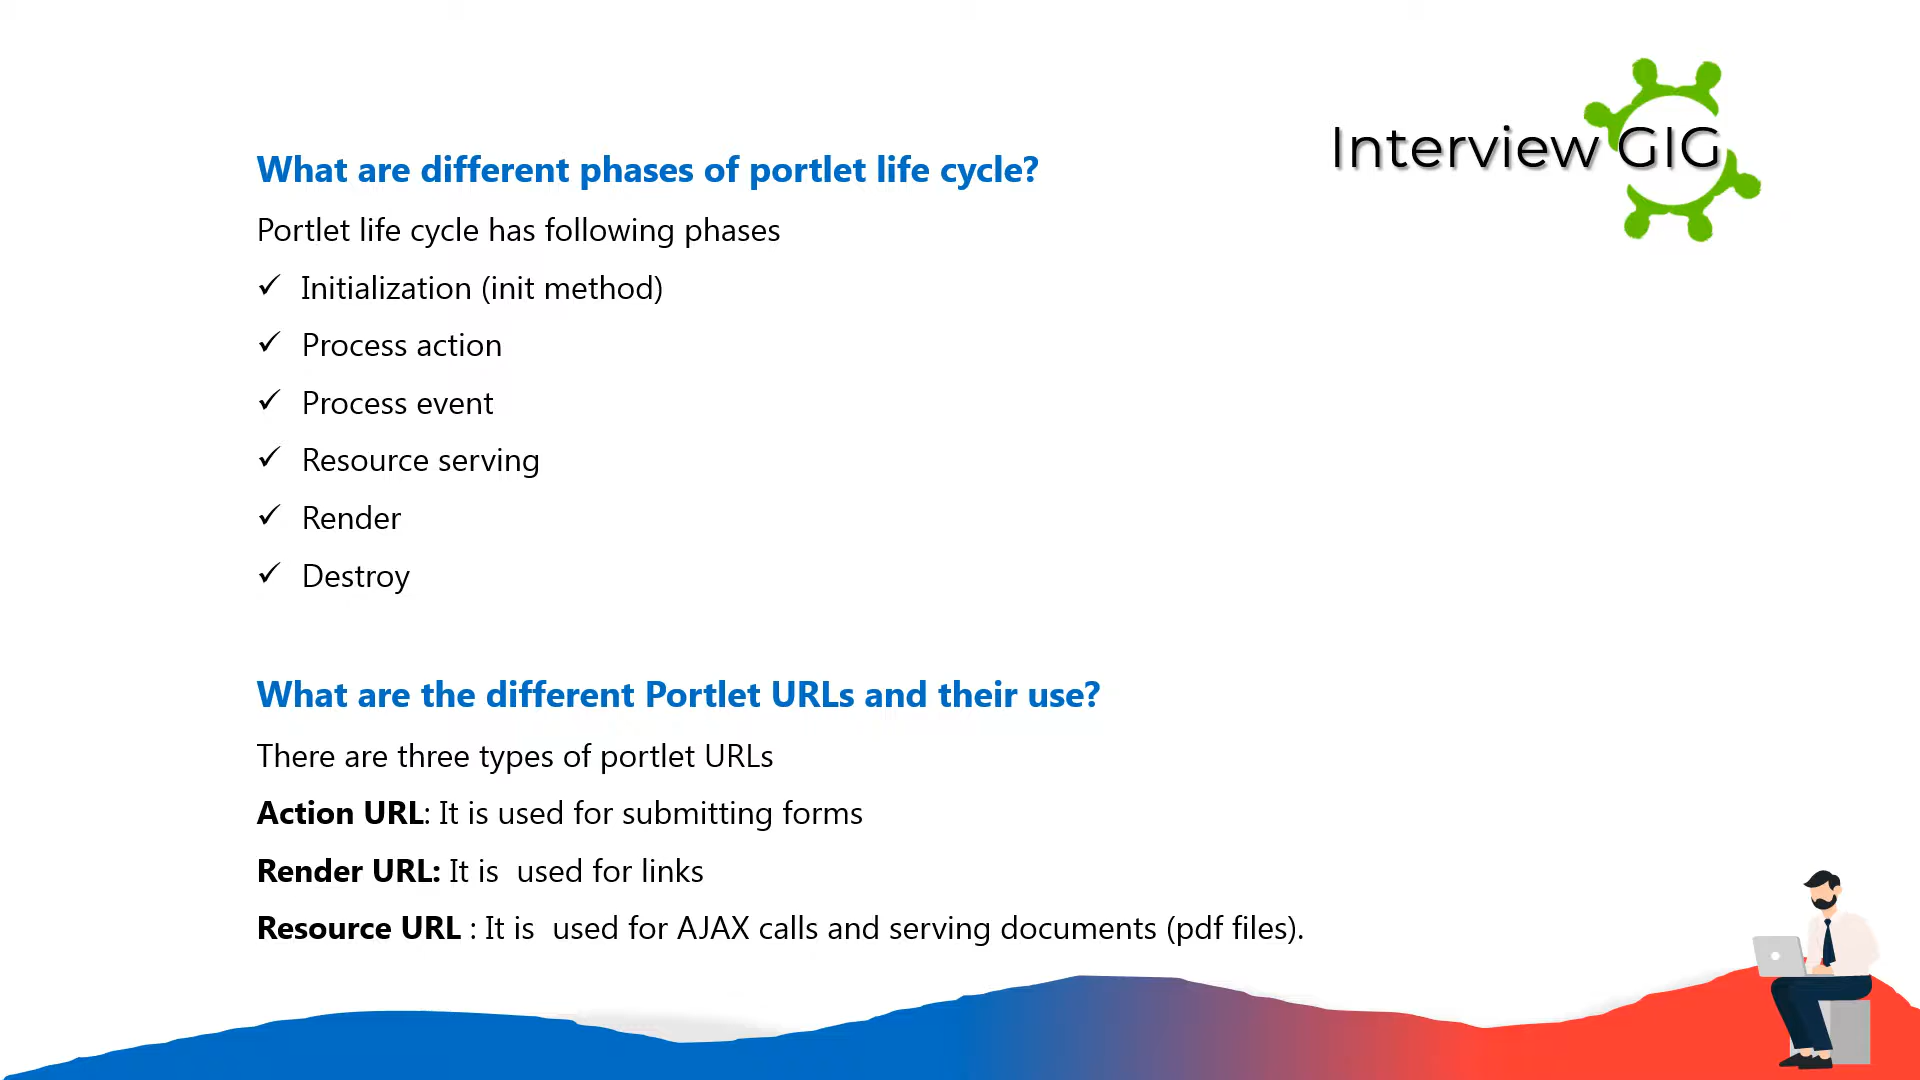 Interview GIG
What are different phases of portlet life cycle?
Portlet life cycle has following phases
✓ Initialization (init method)
✓ Process action
✓ Process event
✓ Resource serving
✓ Render
✓ Destroy
What are the different Portlet URLs and their use?
There are three types of portlet URLs
Action URL: It is used for submitting forms
Render URL: It is  used for links
Resource URL : It is  used for AJAX calls and serving documents (pdf files).